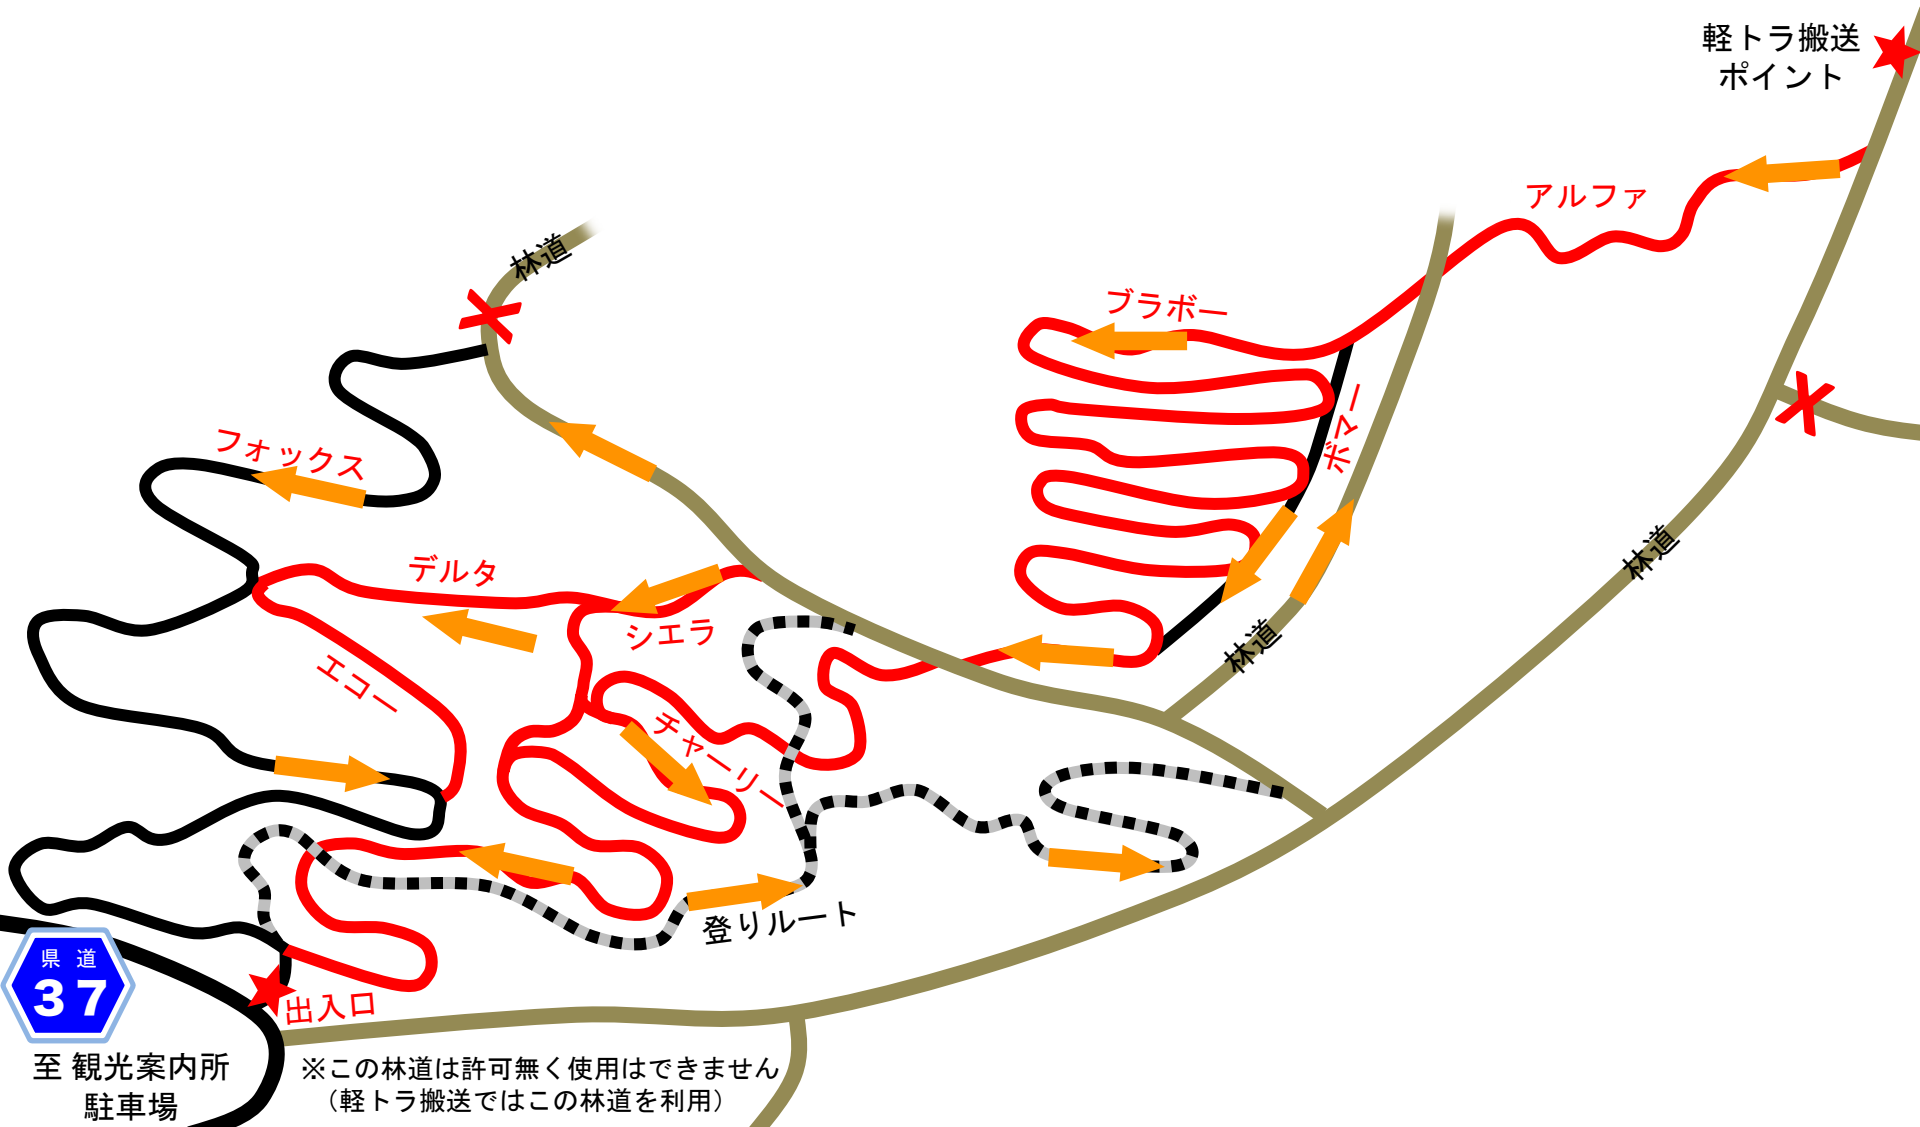 軽トラ搬送
ポイント
アルファ
林道
ブラボー
ボマー
フォックス
デルタ
シエラ
林道
林道
エコー
チャーリー
登りルート
県道
37
出入口
至 観光案内所
駐車場
※この林道は許可無く使用はできません
（軽トラ搬送ではこの林道を利用）